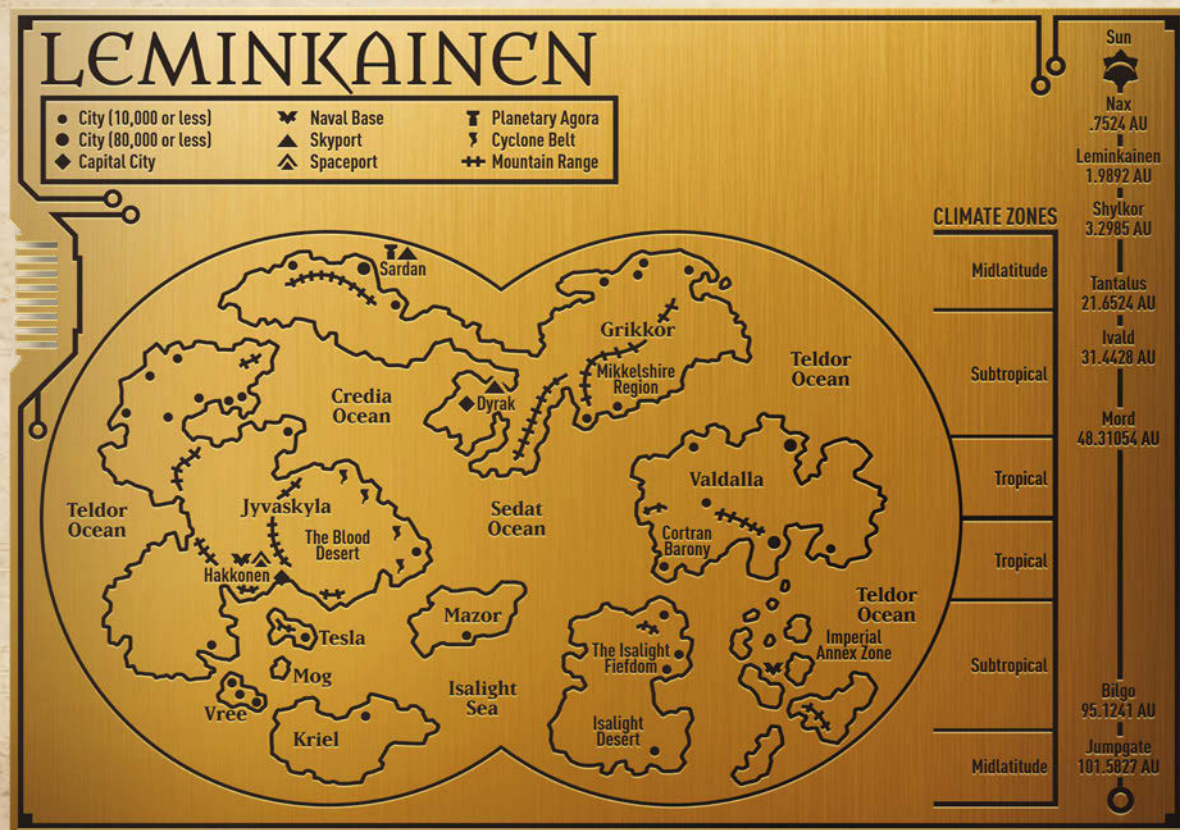 LEMINKAINEN
City (10,000 or less)
City (80,000 or less)
Capital City
Naval Base
Skyport
Spaceport
Planetary Agora
Cyclone Belt
Mountain Range
Sun
Nax
.7524 AU
Leminkainen
1.9892 AU
Shylkor
3.2985 AU
Tantalus
21.6524 AU
Ivald
31.4428 AU
Mord
48.31054 AU
Bilgo
95.1241 AU
Jumpgate
101.5827 AU
CLIMATE ZONES
Midlatitude
Subtropical
Tropical
Tropical
Subtropical
Midlatitude
Sardan
Grikkor
Mikkelshire
Region
Teldor
Ocean
Credia
Ocean
Dyrak
Valdalla
Cortran
Barony
Teldor
Ocean
Jyvaskyla
The Blood
Desert
Sedat
Ocean
Hakkonen
Tesla
Mog
Vree
Kriel
Mazor
Isalight
Sea
The Isalight
Fiefdom
Isalight
Desert
Teldor
Ocean
Imperial
Annex Zone